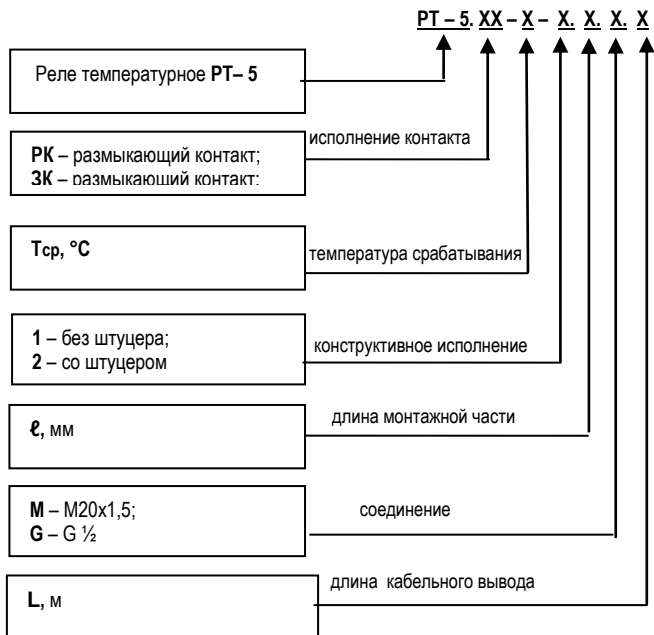 РТ – 5. ХХ – Х – Х. Х. Х. Х
Реле температурное РТ– 5
исполнение контакта
РК – размыкающий контакт;
ЗК – размыкающий контакт;
Тср, °С
температура срабатывания
1 – без штуцера;
2 – со штуцером
конструктивное исполнение
ℓ, мм
длина монтажной части
М – М20х1,5;
G – G ½
соединение
длина кабельного вывода
L, м